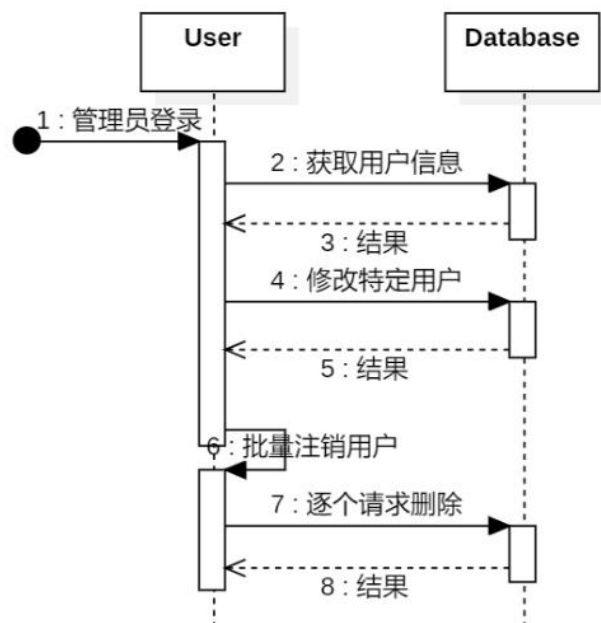 User
Database
1 : 管理员登录
2 : 获取用户信息
3 : 结果
4 : 修改特定用户
5 : 结果
6 : 批量注销用户
7 : 逐个请求删除
8 : 结果